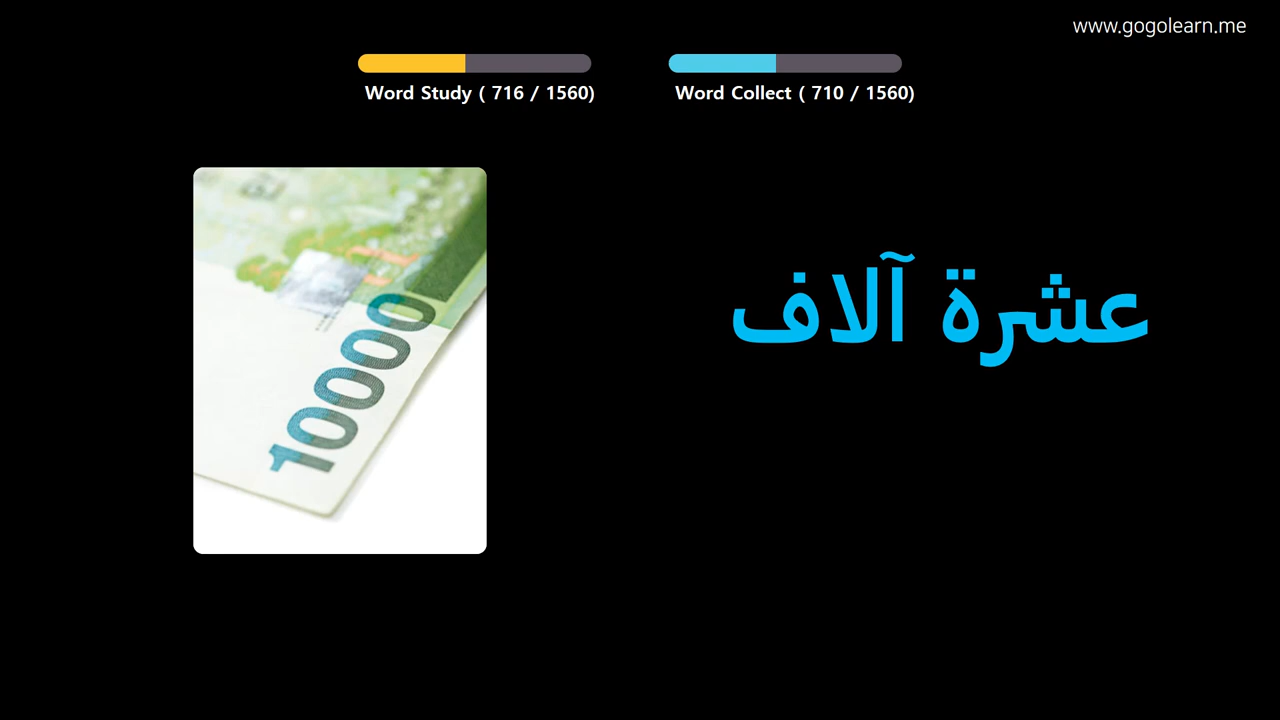 www.gogolearn.me
Word Study ( 716 / 1560)
Word Collect ( 710 / 1560)
10000
عشرة آلاف